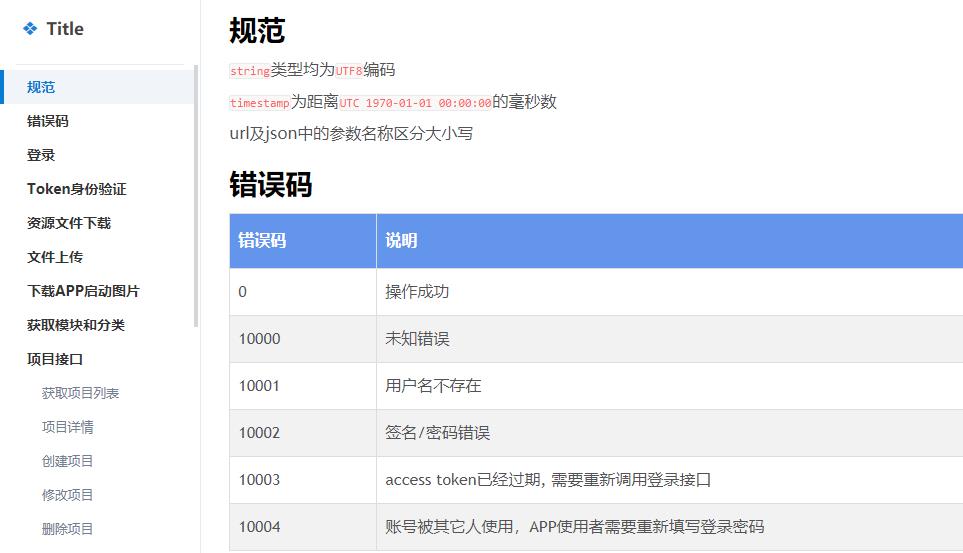 Title
规范
错误码
登录
Token身份验证
资源文件下载
文件上传
下载APP启动图片
获取模块和分类
项目接口
获取项目列表
项目详情
创建项目
修改项目
删除项目
规范
string类型均为UTF8编码
timestamp为距离UTC 1970-01-01 00:00:00的毫秒数
url及json中的参数名称区分大小写
错误码
错误码 说明
0 操作成功
10000 未知错误
10001 用户名不存在
10002 签名/密码错误
10003 access token已经过期, 需要重新调用登录接口
10004 账号被其它人使用，APP使用者需要重新填写登录密码